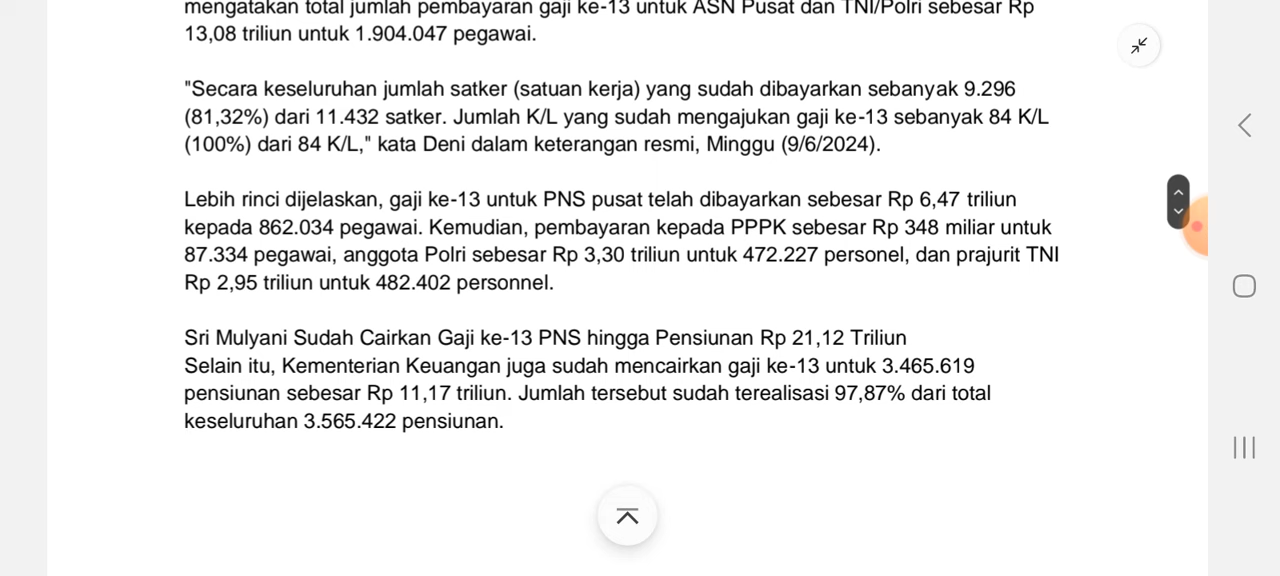 mengatakan total jumlah pembayaran gaji ke-13 untuk ASN Pusat dan TNI/Polri sebesar Rp
13,08 triliun untuk 1.904.047 pegawai.
"Secara keseluruhan jumlah satker (satuan kerja) yang sudah dibayarkan sebanyak 9.296
(81,32%) dari 11.432 satker. Jumlah K/L yang sudah mengajukan gaji ke-13 sebanyak 84 K/L
(100%) dari 84 K/L," kata Deni dalam keterangan resmi, Minggu (9/6/2024).
Lebih rinci dijelaskan, gaji ke-13 untuk PNS pusat telah dibayarkan sebesar Rp 6,47 triliun
kepada 862.034 pegawai. Kemudian, pembayaran kepada PPPK sebesar Rp 348 miliar untuk
87.334 pegawai, anggota Polri sebesar Rp 3,30 triliun untuk 472.227 personel, dan prajurit TNI
Rp 2,95 triliun untuk 482.402 personnel.
Sri Mulyani Sudah Cairkan Gaji ke-13 PNS hingga Pensiunan Rp 21,12 Triliun
Selain itu, Kementerian Keuangan juga sudah mencairkan gaji ke-13 untuk 3.465.619
pensiunan sebesar Rp 11,17 triliun. Jumlah tersebut sudah terealisasi 97,87% dari total
keseluruhan 3.565.422 pensiunan.